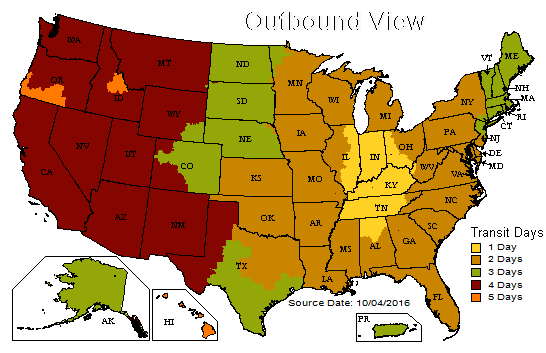 Outbound View
WA
MT
ND
MN
VT
ME
OR
ID
SD
WI
MI
NY
NH
MA
WY
RI
CT
NV
UT
NE
IA
IL
IN
OH
PA
NJ
CA
CO
KS
MO
KY
WV
VA
DE
MD
AZ
NM
OK
AR
TN
NC
SC
TX
LA
MS
AL
GA
FL
AK
HI
PR
Transit Days
1 Day
2 Days
3 Days
4 Days
5 Days
Source Date: 10/04/2016